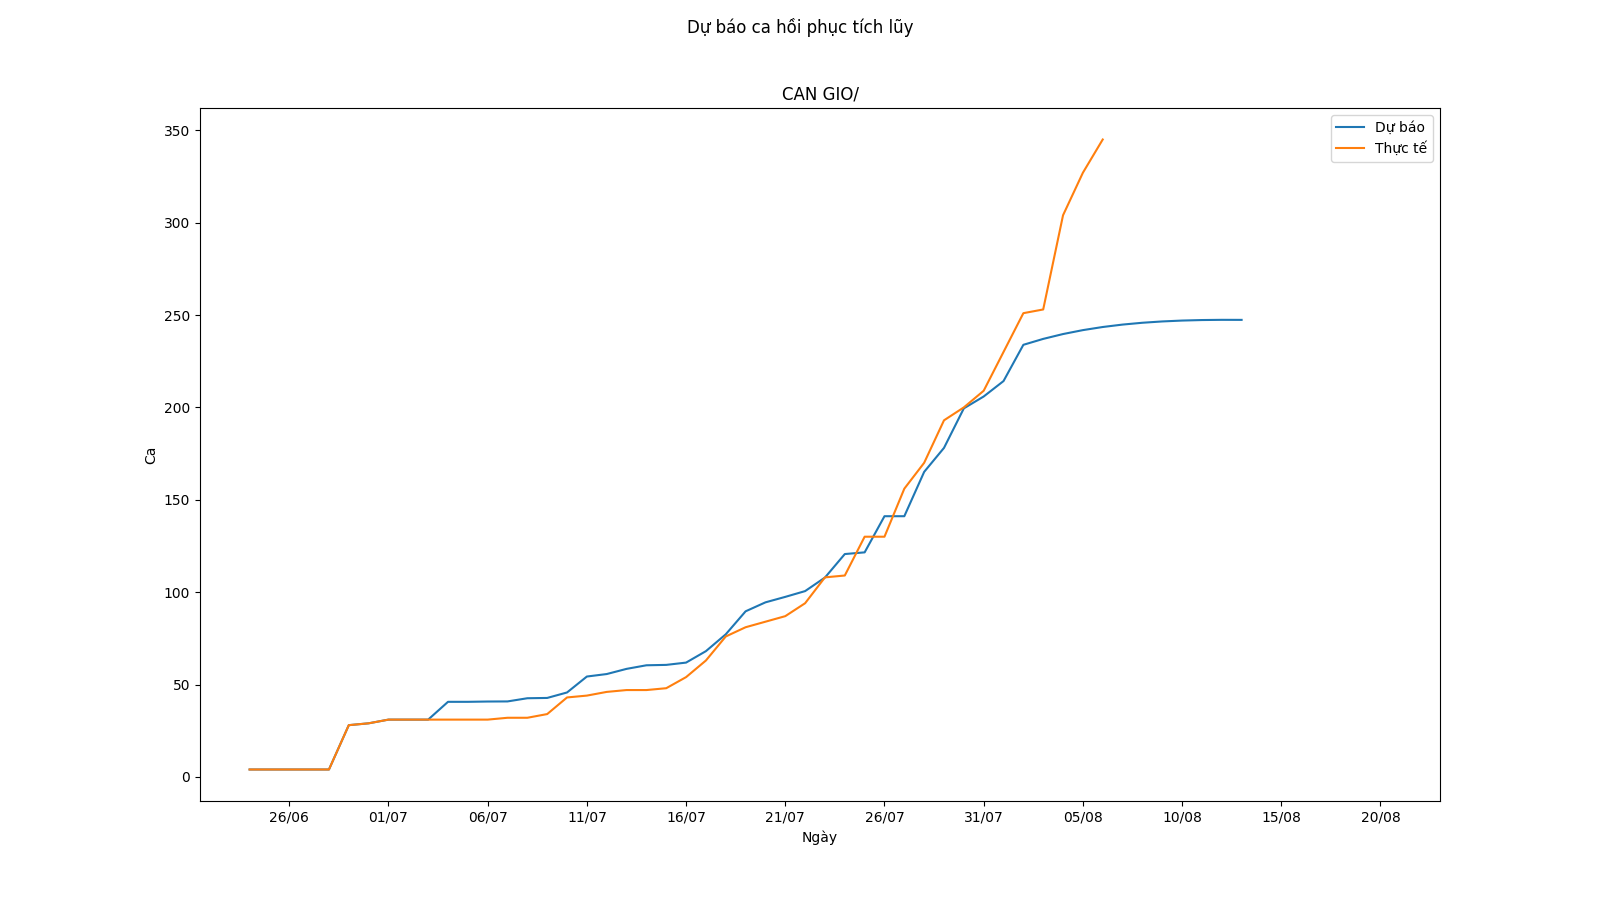 Dự báo ca hồi phục tích lũy
CAN GIO/
Dự báo
Thực tế
350
300
250
200
150
100
50
0
Ca
26/06 01/07 06/07 11/07 16/07 21/07 26/07 31/07 05/08 10/08 15/08 20/08
Ngày